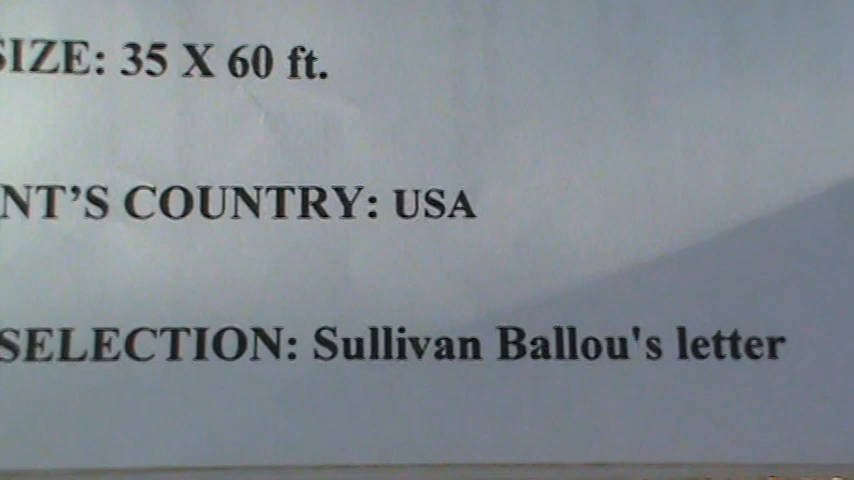 SIZE: 35 X 60 ft.
NT'S COUNTRY: USA
SELECTION: Sullivan Ballou's letter